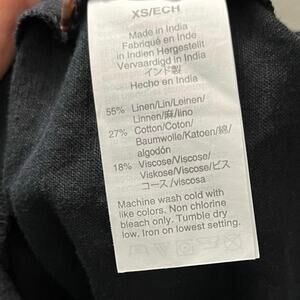 XS/ECH
Made in India
Fabriqué en Inde
in Indien Hergestellt
Vervaardigd in India
インド製
Hecho en India
55% Linen/Lin/Leinen/
Linnen/麻/lino
27% Cotton/Coton/
Baumwolle/Katoen/綿/
algodón
18% Viscose/Viscose/
Viskose/Viscose/ビス
コース/viscosa
Machine wash cold with
like colors. Non chlorine
bleach only. Tumble dry
low. Iron on lowest setting.